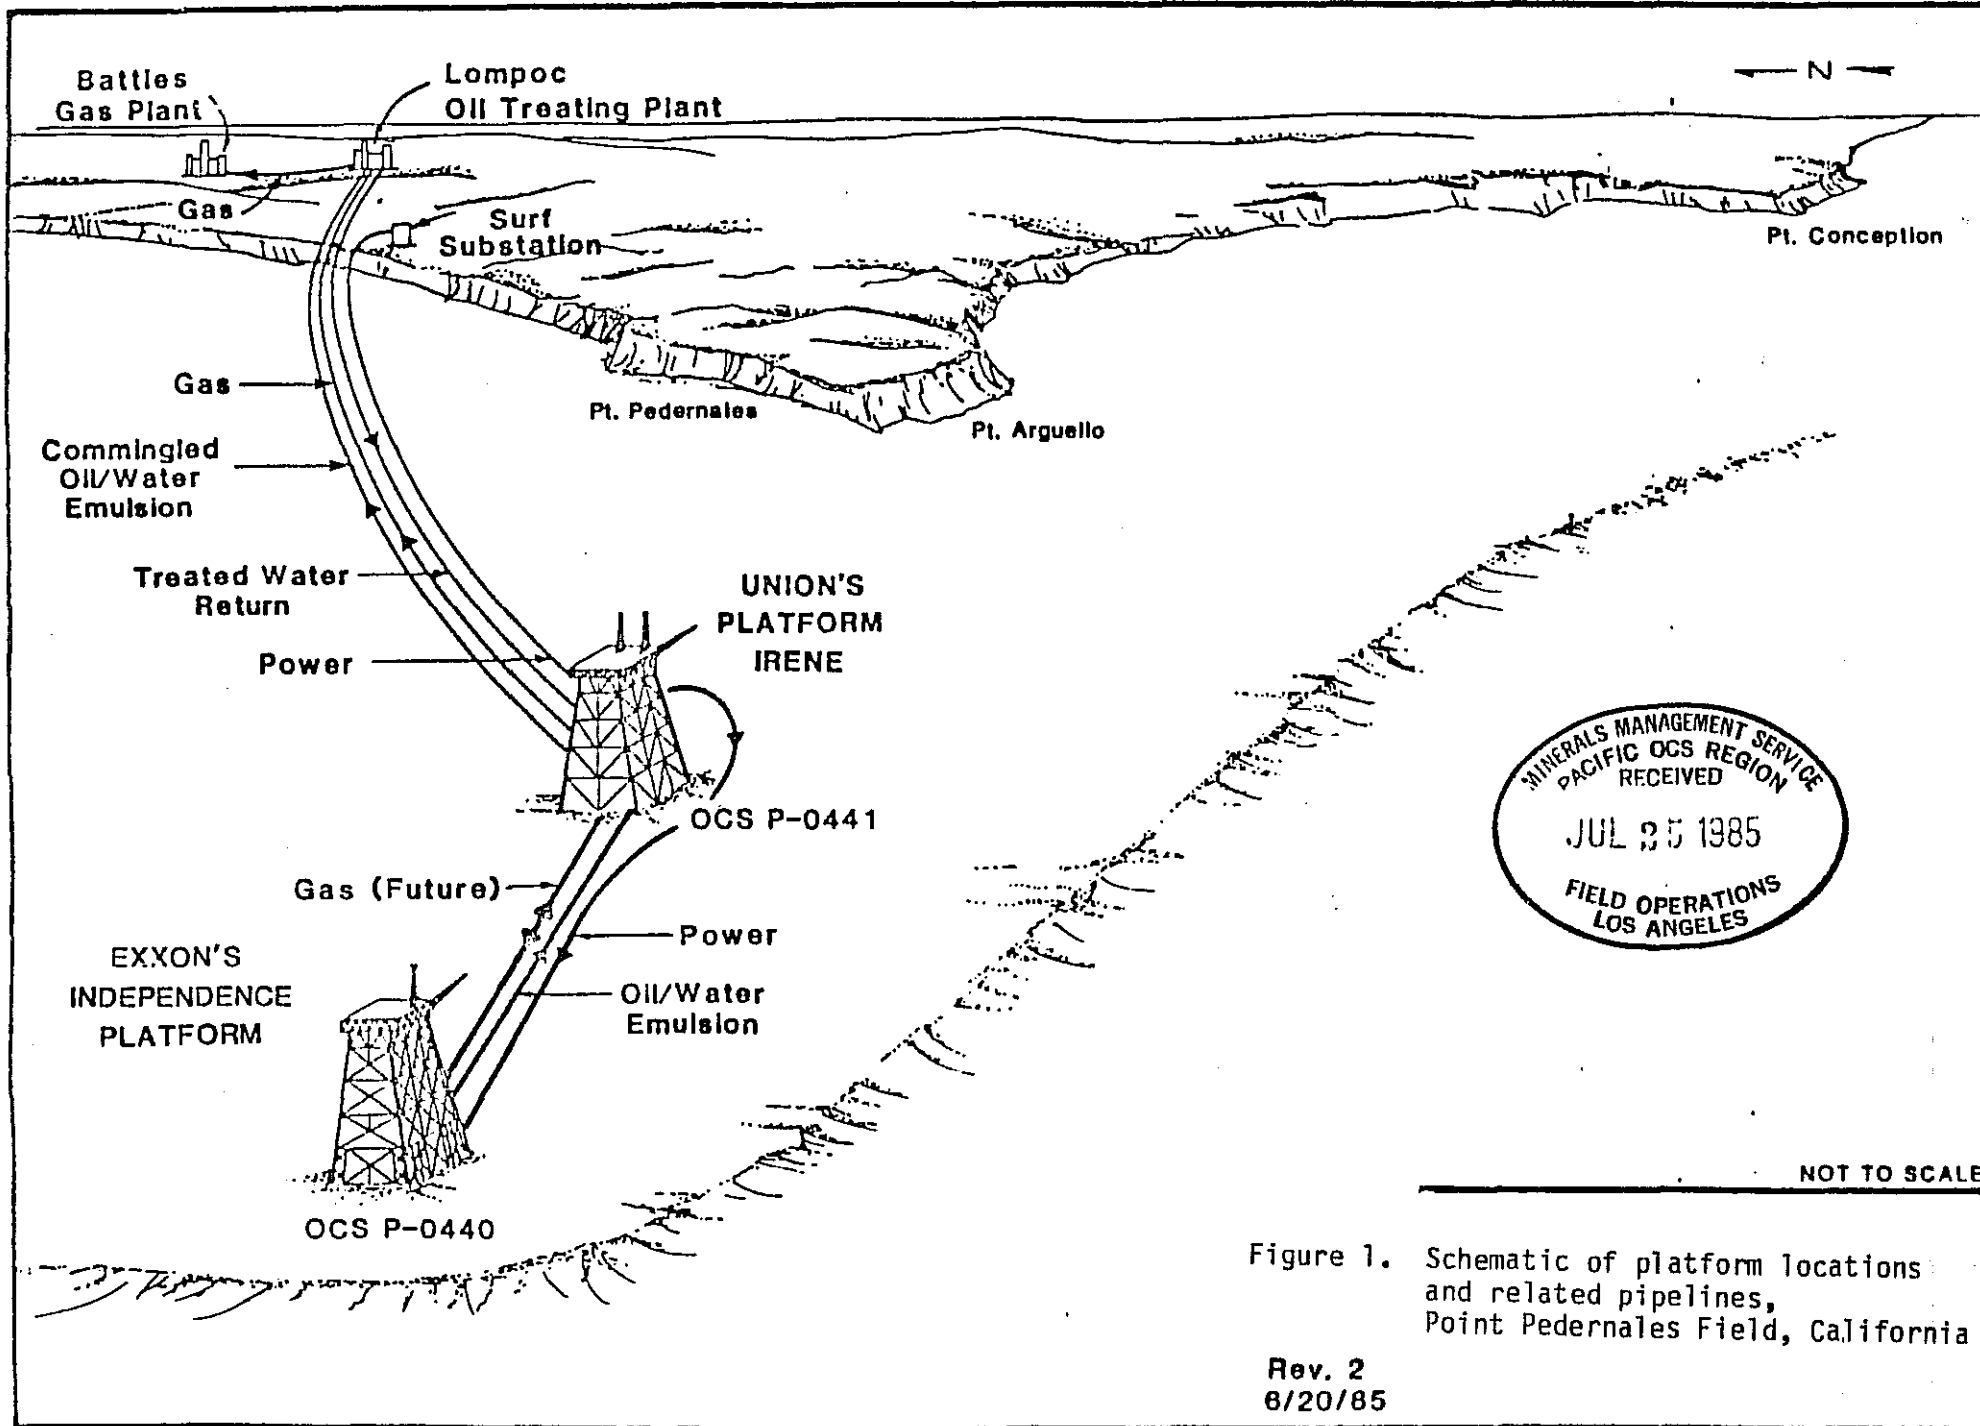 Battles
Gas Plant
Lompoc
Oil Treating Plant
N
Gas
Surf
Substation
Pt. Conception
Gas
Pt. Pedernales
Pt. Arguello
Commingled
Oil/Water
Emulsion
Treated Water
Return
Power
UNION'S
PLATFORM
IRENE
OCS P-0441
Gas (Future)
Power
Oil/Water
Emulsion
EXXON'S
INDEPENDENCE
PLATFORM
OCS P-0440
MINERALS MANAGEMENT SERVICE
PACIFIC OCS REGION
RECEIVED
JUL 25 1985
FIELD OPERATIONS
LOS ANGELES
NOT TO SCALE
Figure 1. Schematic of platform locations
and related pipelines,
Point Pedernales Field, California
Rev. 2
6/20/85